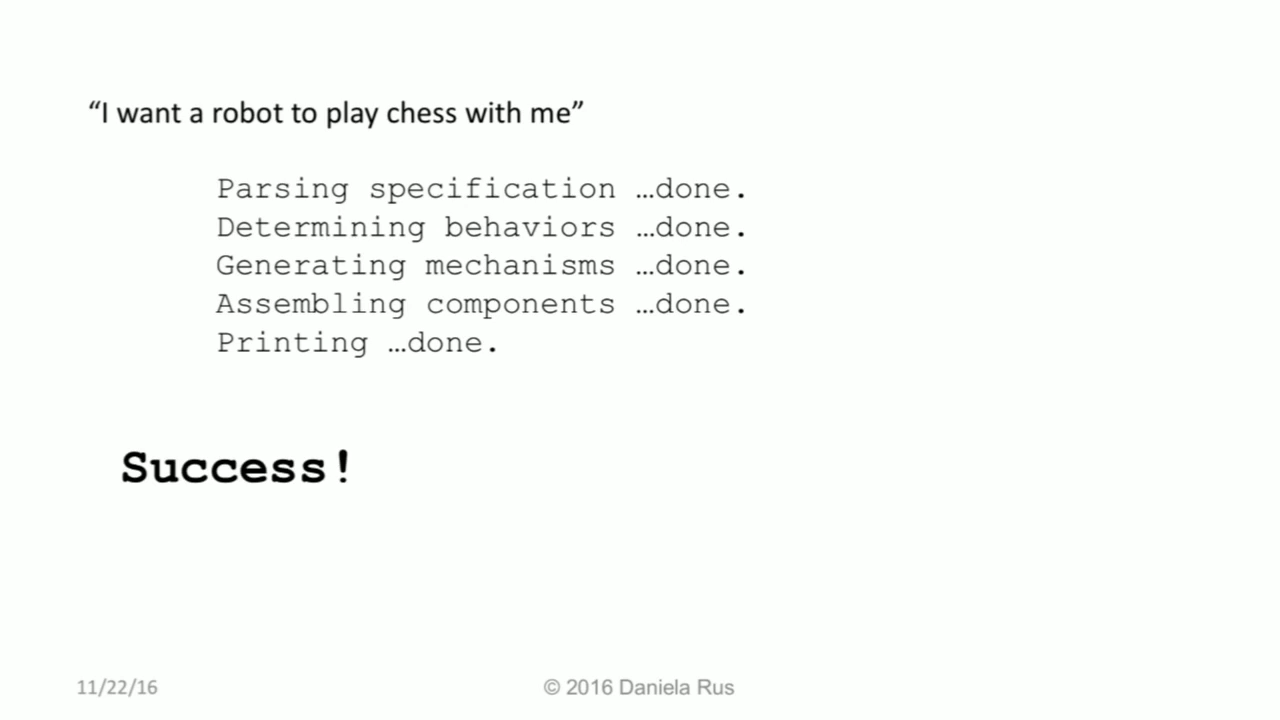 “I want a robot to play chess with me”
Parsing specification …done.
Determining behaviors …done.
Generating mechanisms …done.
Assembling components …done.
Printing …done.
Success!
11/22/16
© 2016 Daniela Rus